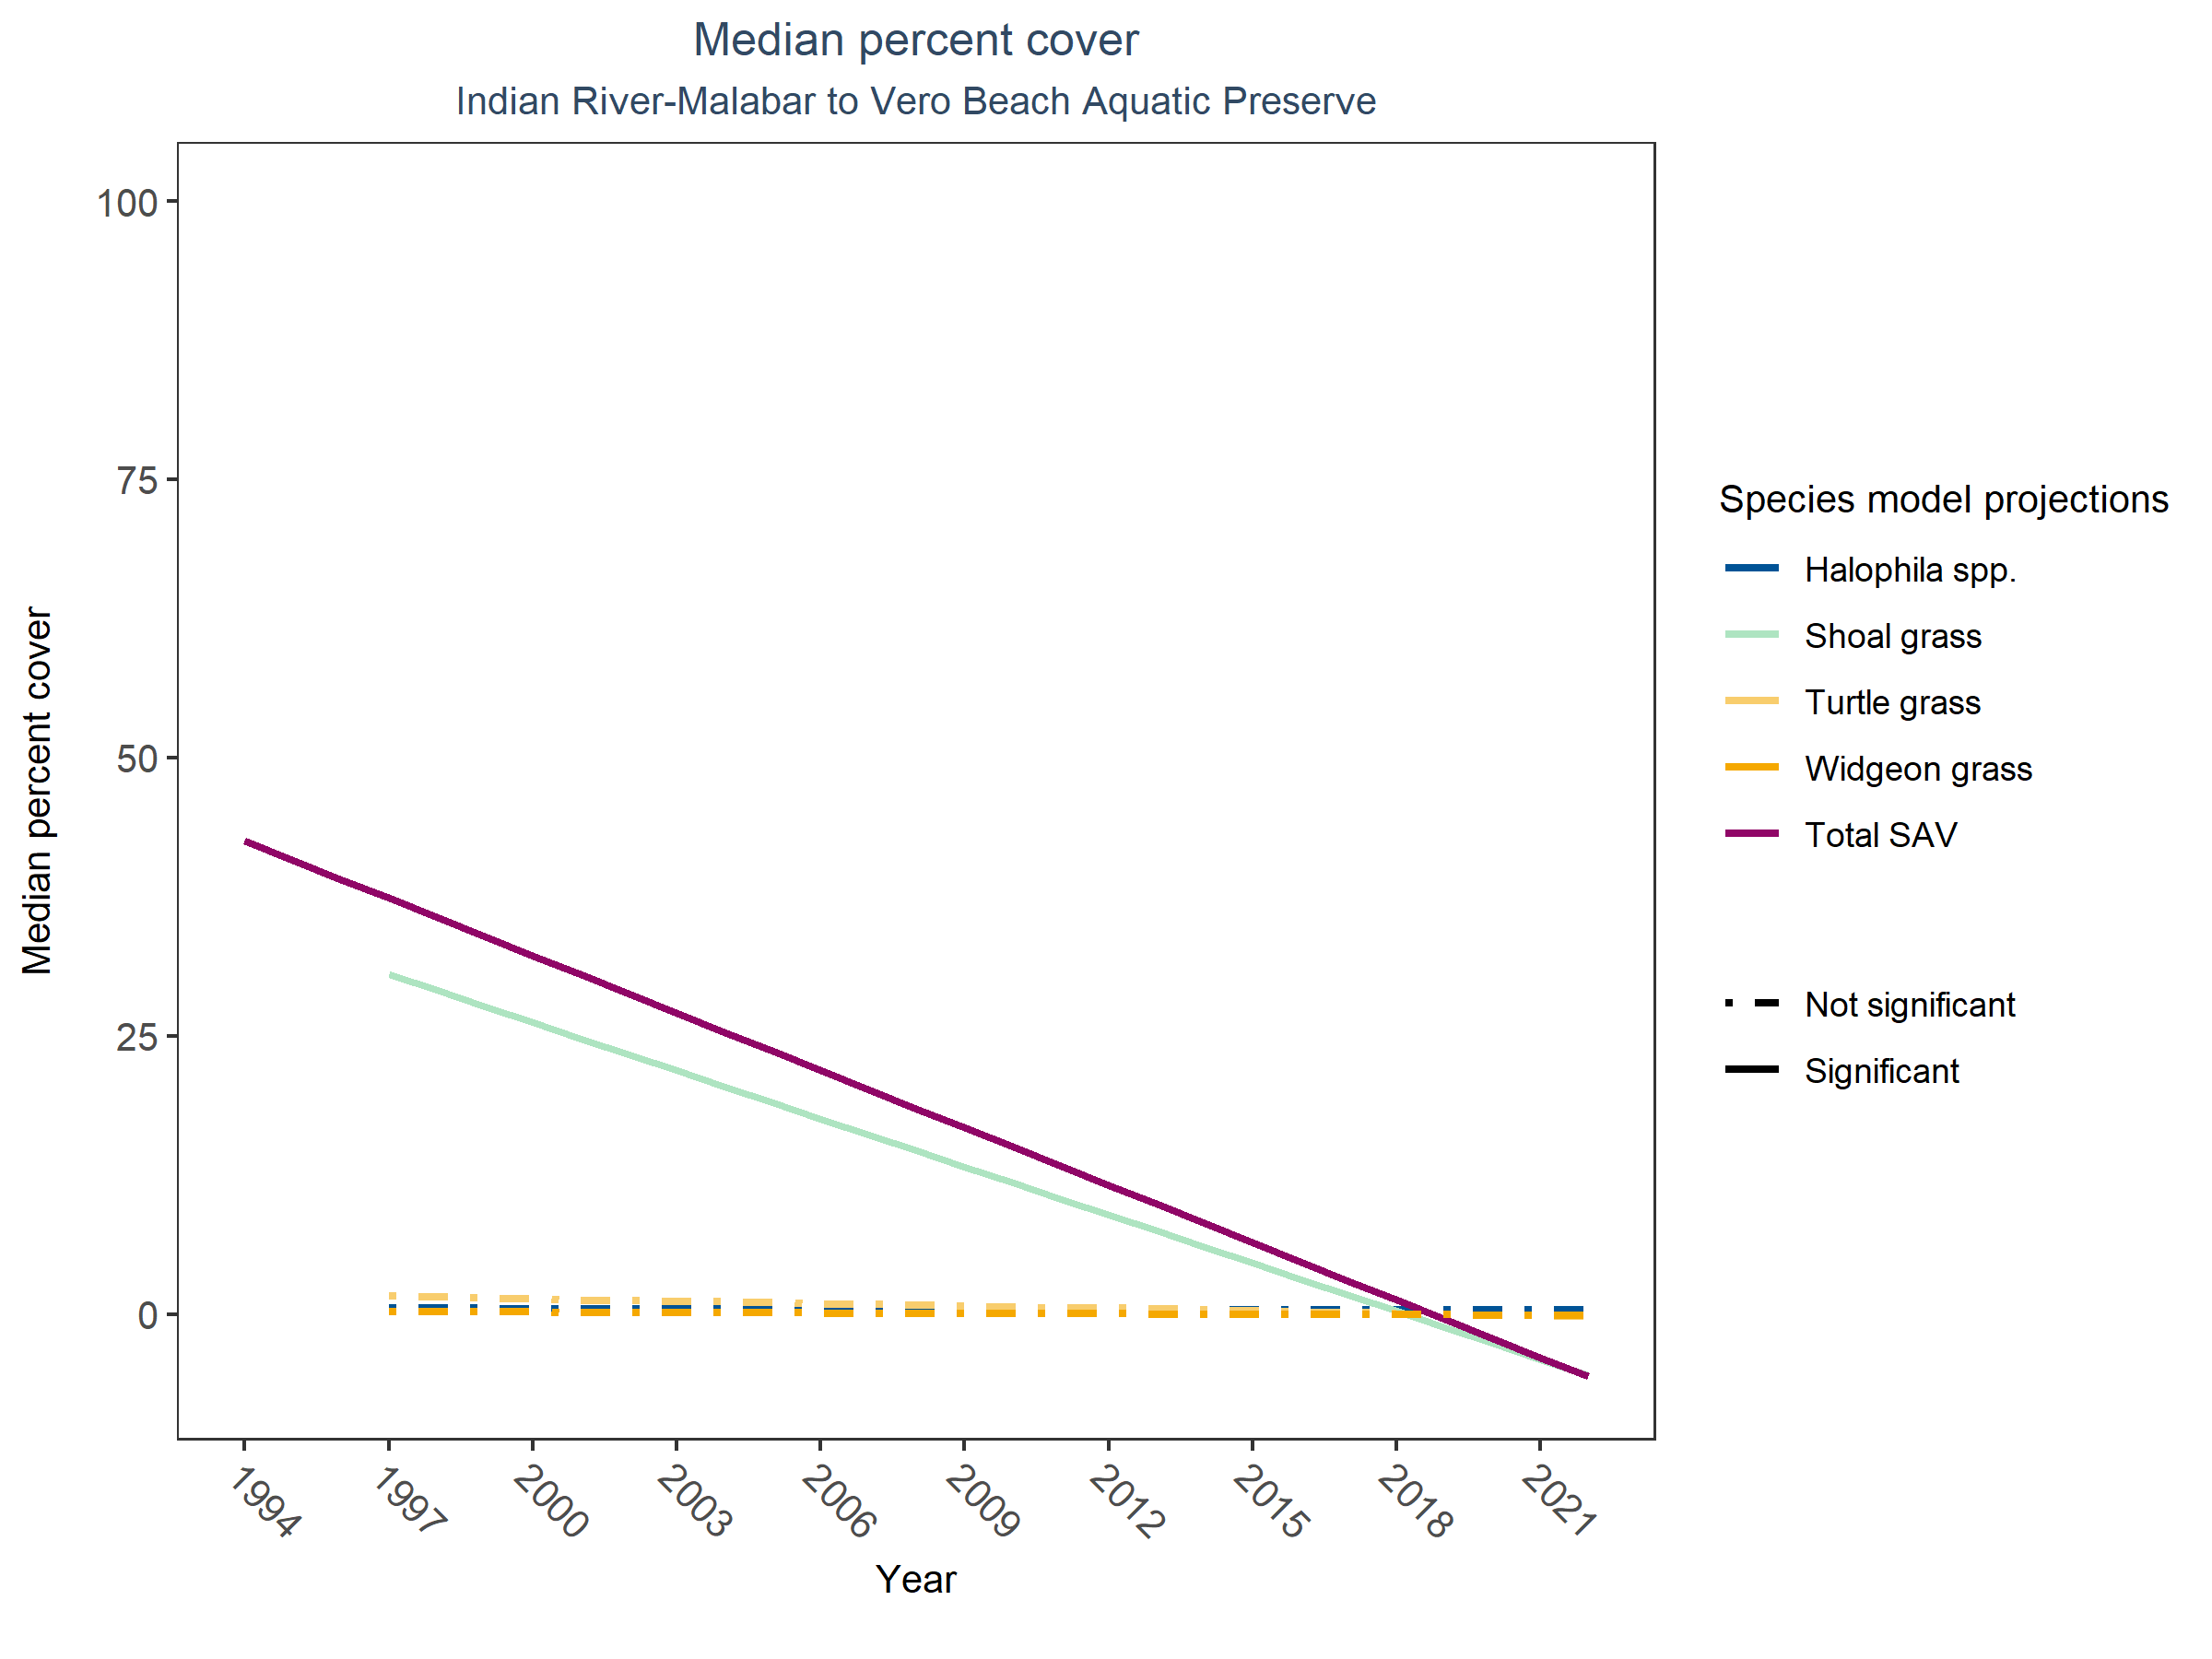 Median percent cover
Indian River-Malabar to Vero Beach Aquatic Preserve
Median percent cover
100
75
50
25
0
1994
1997
2000
2003
2006
2009
2012
2015
2018
2021
Year
Species model projections
Halophila spp.
Shoal grass
Turtle grass
Widgeon grass
Total SAV
Not significant
Significant